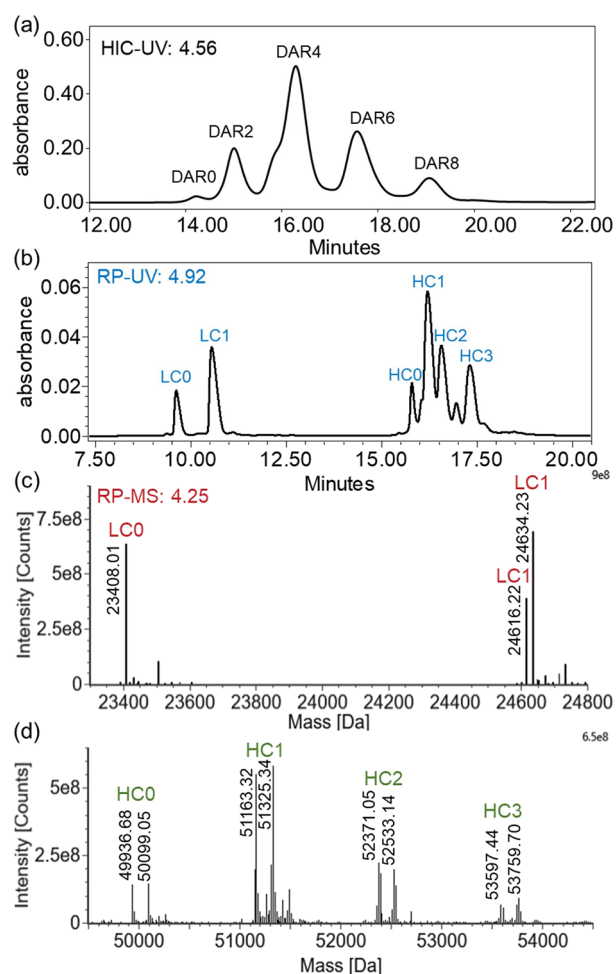 (a)
0.60
HIC-UV: 4.56
DAR4
0.40
absorbance
DAR6
0.20
DAR2
DAR0
DAR8
0.00
12.00 14.00 16.00 18.00 20.00 22.00
Minutes
(b)
RP-UV: 4.92
HC1
0.06
absorbance
LC1
HC2
0.04
HC3
LC0
HC0
0.02
0.00
7.50 10.00 12.50 15.00 17.50 20.00
Minutes
9e8
(c)
RP-MS: 4.25
LC1
7.5e8
LC0
24634.23
23408.01
LC1
24616.22
5e8
Intensity [Counts]
2.5e8
0
23400 23600 23800 24000 24200 24400 24600 24800
Mass [Da]
6.5e8
(d)
HC1
5e8
51163.32
51325.34
HC2
HC0
52371.05
52533.14
HC3
49936.68
50099.05
53597.44
53759.70
Intensity [Counts]
2.5e8
0
50000 51000 52000 53000 54000
Mass [Da]